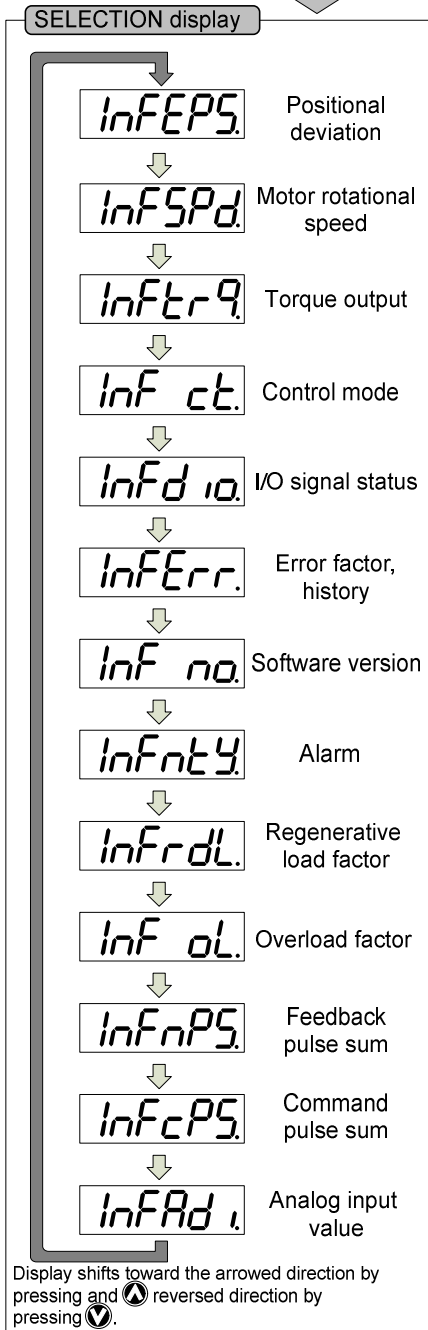 SELECTION display
InFEPS.
Positional
deviation
InFSPd.
Motor rotational
speed
InFtrq.
Torque output
InF ct.
Control mode
InFd io.
I/O signal status
InFErr.
Error factor,
history
InF no.
Software version
InFntY.
Alarm
InFrdL.
Regenerative
load factor
InF oL.
Overload factor
InFnPS.
Feedback
pulse sum
InFcPS.
Command
pulse sum
InFAd i.
Analog input
value
Display shifts toward the arrowed direction by
pressing and reversed direction by
pressing .